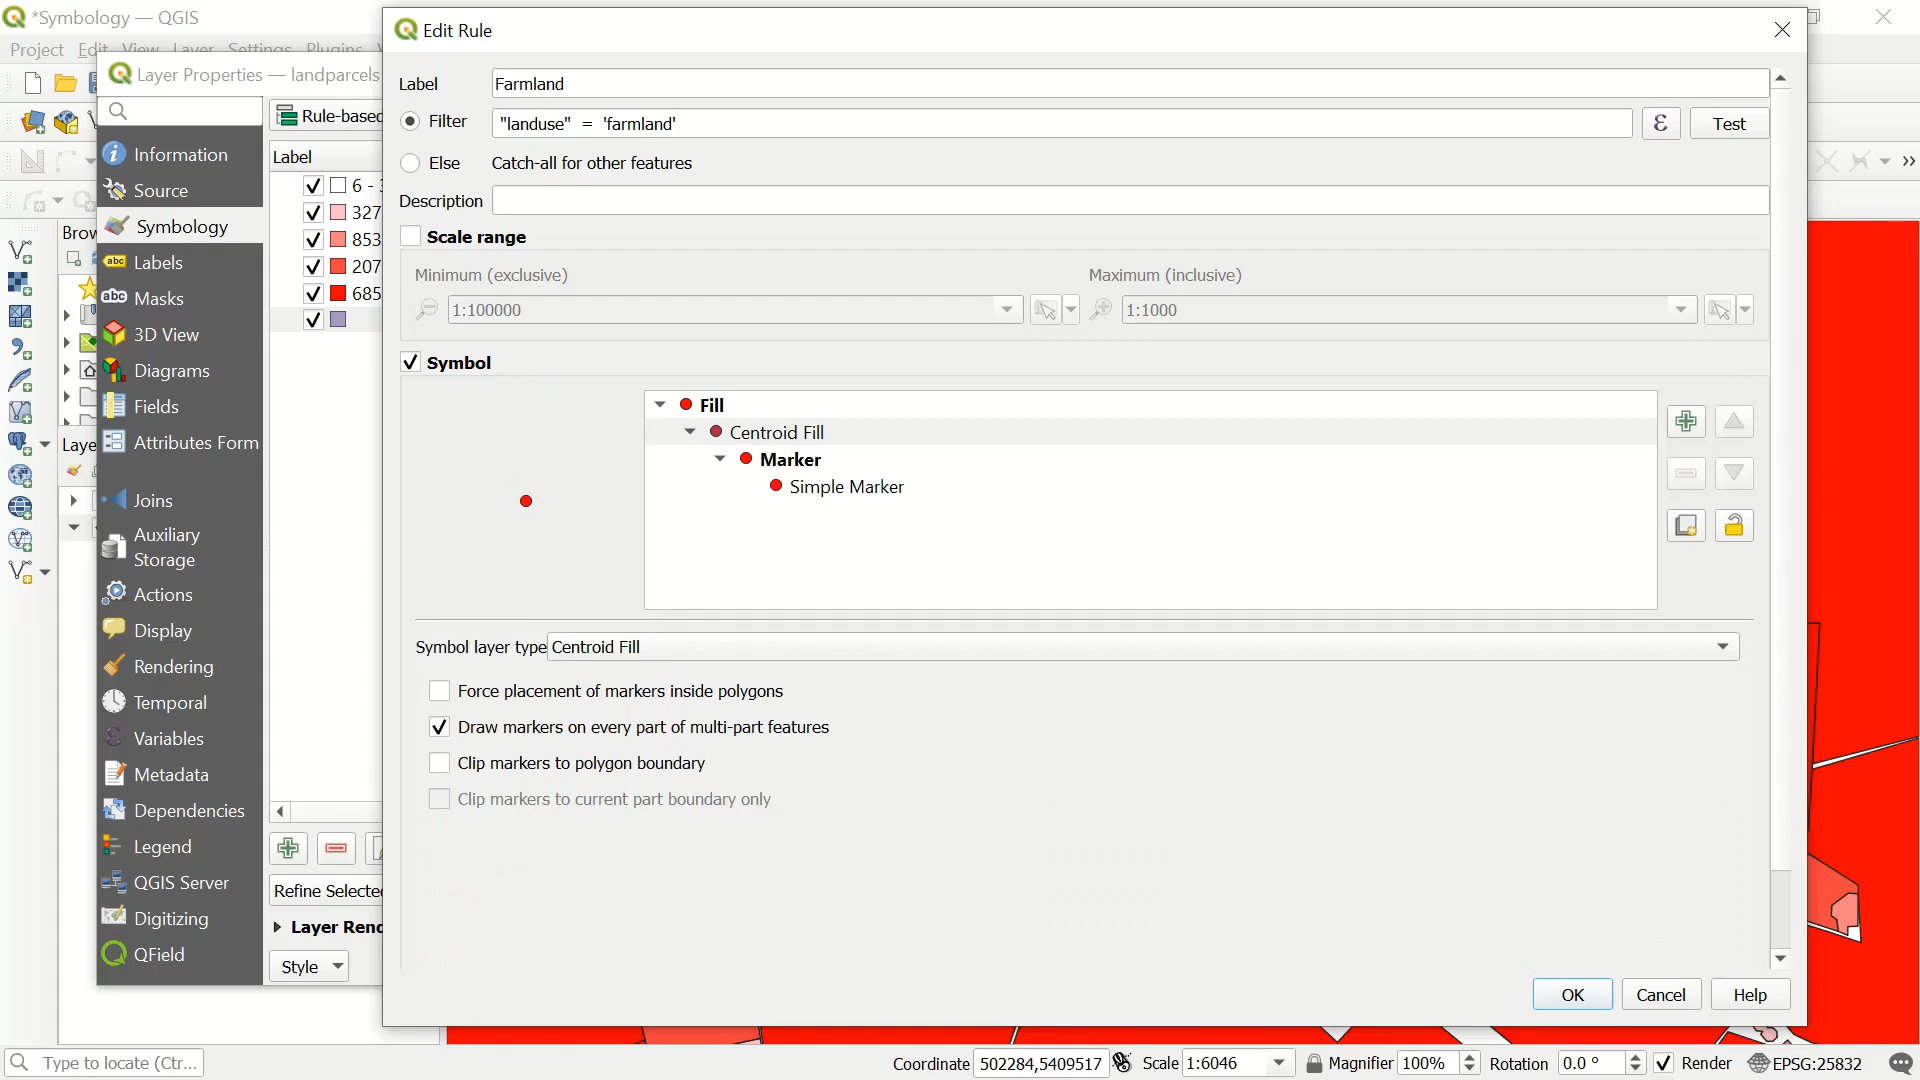 *Symbology — QGIS
Project Edit View Layer Settings Plugins
Layer Properties — landparcels
Rule-based
Information
Source
Symbology
Labels
Masks
3D View
Diagrams
Fields
Attributes Form
Joins
Auxiliary
Storage
Actions
Display
Rendering
Temporal
Variables
Metadata
Dependencies
Legend
QGIS Server
Digitizing
QField
Label
6 -
327
853
207
685
Refine Selected
Layer Rend
Style
Brow
Laye
Edit Rule
Label Farmland
Filter "landuse" = 'farmland' ε Test
Else Catch-all for other features
Description
Scale range
Minimum (exclusive) Maximum (inclusive)
1:100000 1:1000
Symbol
Fill
Centroid Fill
Marker
Simple Marker
Symbol layer type Centroid Fill
Force placement of markers inside polygons
Draw markers on every part of multi-part features
Clip markers to polygon boundary
Clip markers to current part boundary only
OK Cancel Help
Type to locate (Ctr... Coordinate 502284,5409517 Scale 1:6046 Magnifier 100% Rotation 0.0 ° Render EPSG:25832